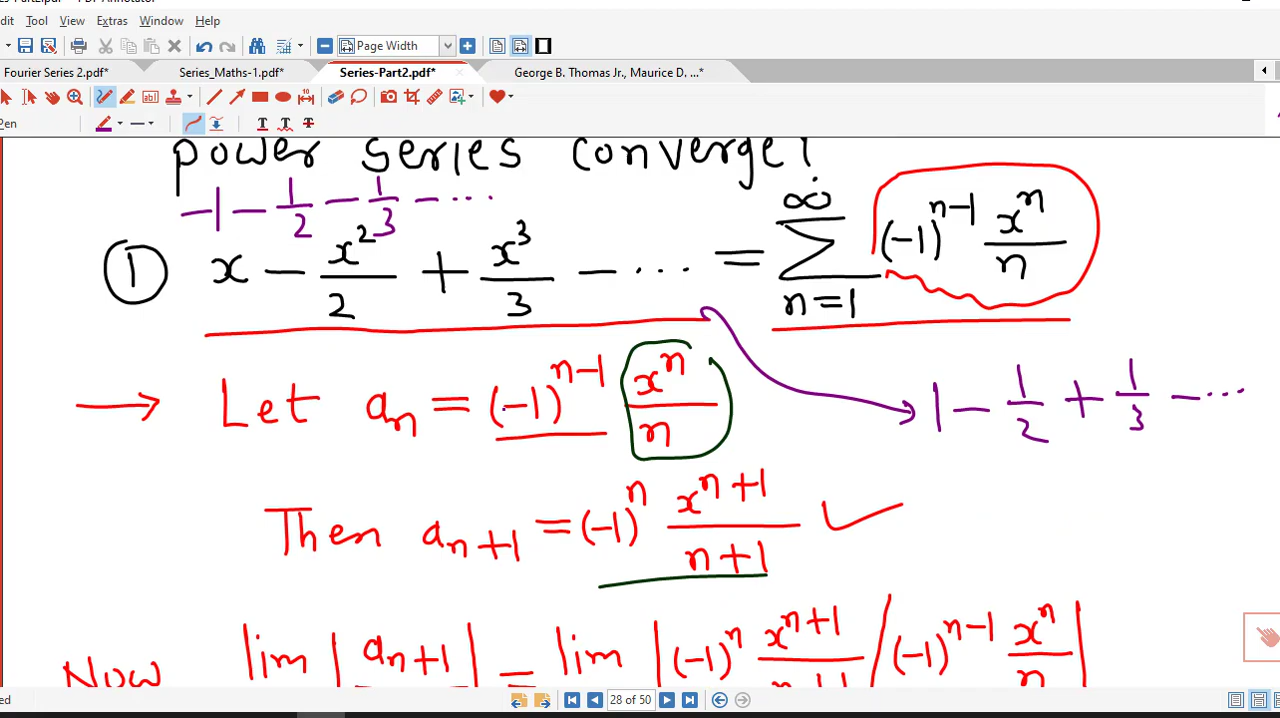 Tool View Extras Window Help
Page Width
Fourier Series 2.pdf* Series_Maths-1.pdf* Series-Part2.pdf* George B. Thomas Jr., Maurice D. ...*
power series converge?
-1 - 1/2 - 1/3 - ...
① x - x²/2 + x³/3 - ... = ∑_{n=1}^{∞} (-1)^{n-1} x^n/n
→ Let a_n = (-1)^{n-1} x^n/n
1 - 1/2 + 1/3 - ...
Then a_{n+1} = (-1)^n x^{n+1}/(n+1) ✓
Now lim |a_{n+1}| = lim |(-1)^n x^{n+1}/(n+1) / (-1)^{n-1} x^n/n|
28 of 50